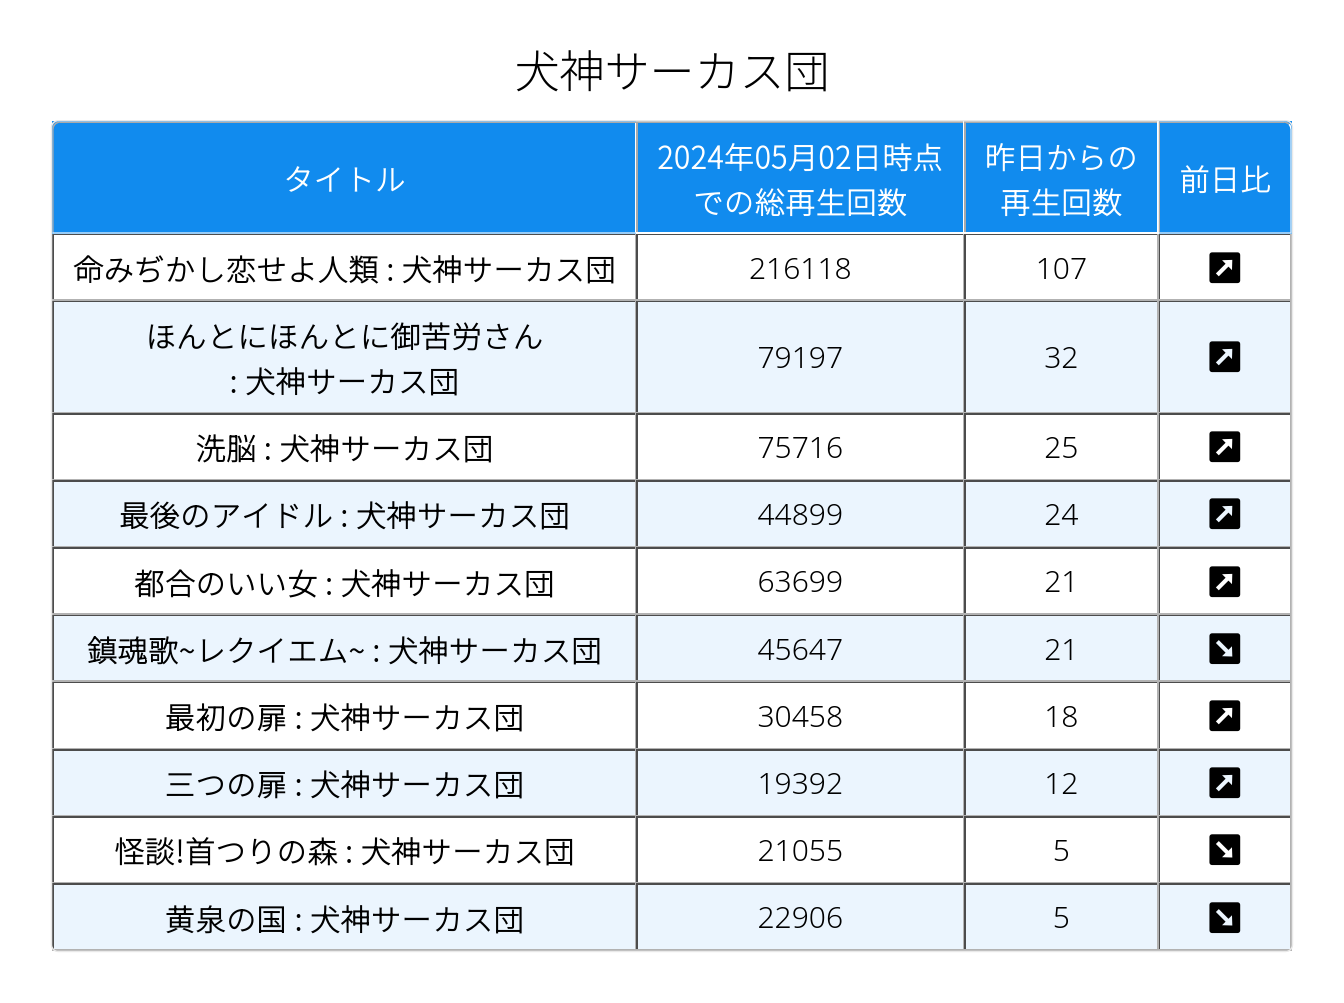 犬神サーカス団
タイトル
2024年05月02日時点
での総再生回数
昨日からの
再生回数
前日比
命みぢかし恋せよ人類 : 犬神サーカス団
216118
107
↗
ほんとにほんとに御苦労さん
: 犬神サーカス団
79197
32
↗
洗脳 : 犬神サーカス団
75716
25
↗
最後のアイドル : 犬神サーカス団
44899
24
↗
都合のいい女 : 犬神サーカス団
63699
21
↗
鎮魂歌~レクイエム~ : 犬神サーカス団
45647
21
↘
最初の扉 : 犬神サーカス団
30458
18
↗
三つの扉 : 犬神サーカス団
19392
12
↗
怪談!首つりの森 : 犬神サーカス団
21055
5
↘
黄泉の国 : 犬神サーカス団
22906
5
↘